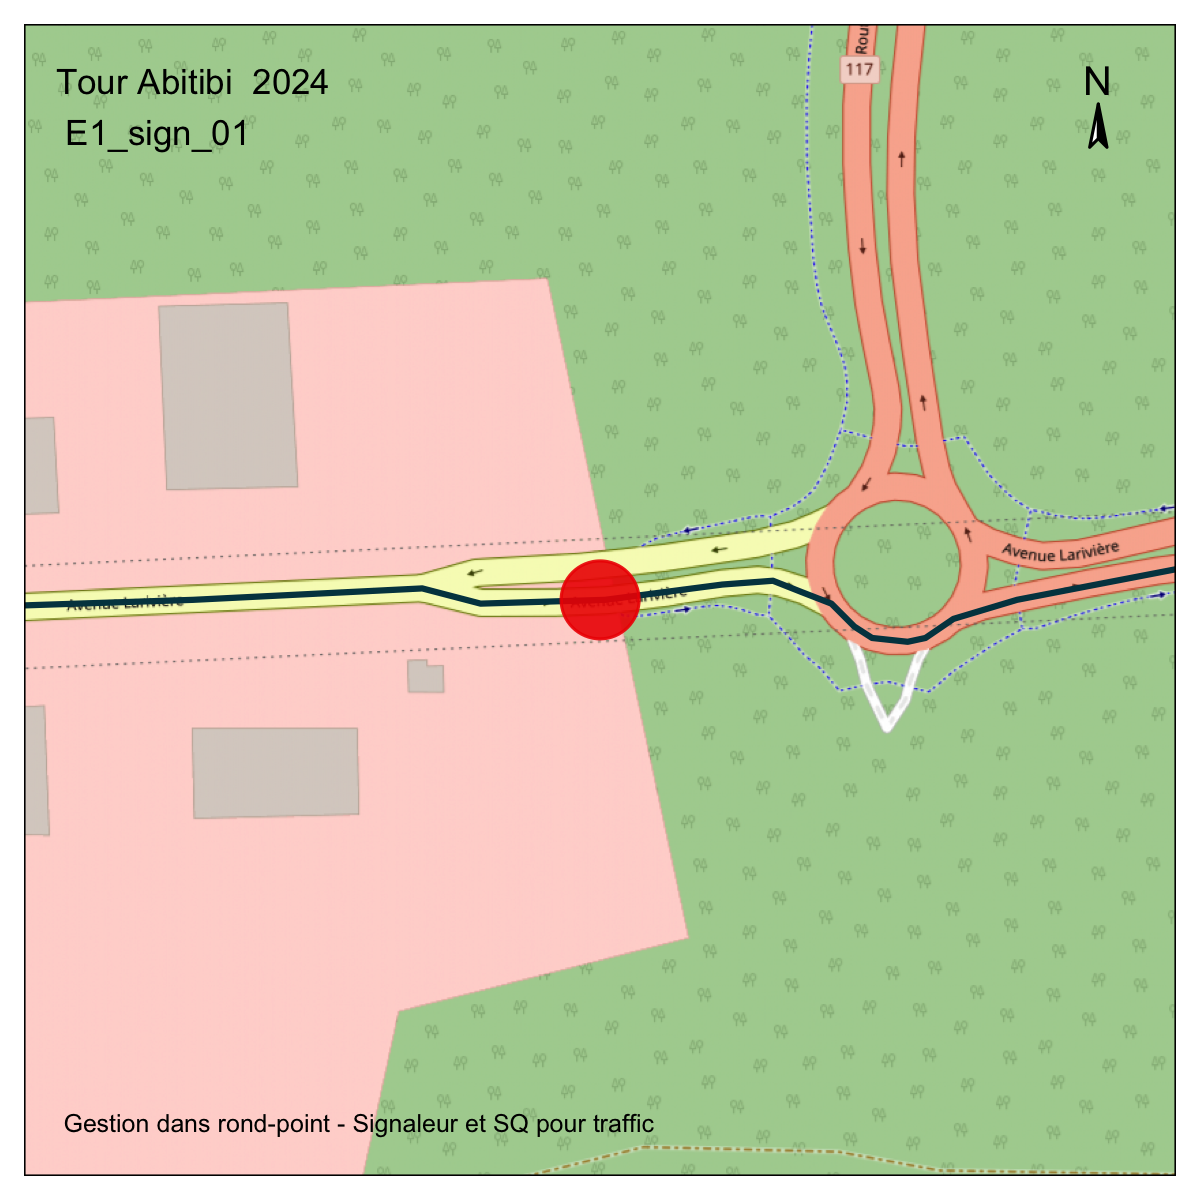 Rou
117
Tour Abitibi  2024
N
E1_sign_01
Avenue Larivière
Avenue Larivière
Avenue Larivière
Gestion dans rond-point - Signaleur et SQ pour traffic